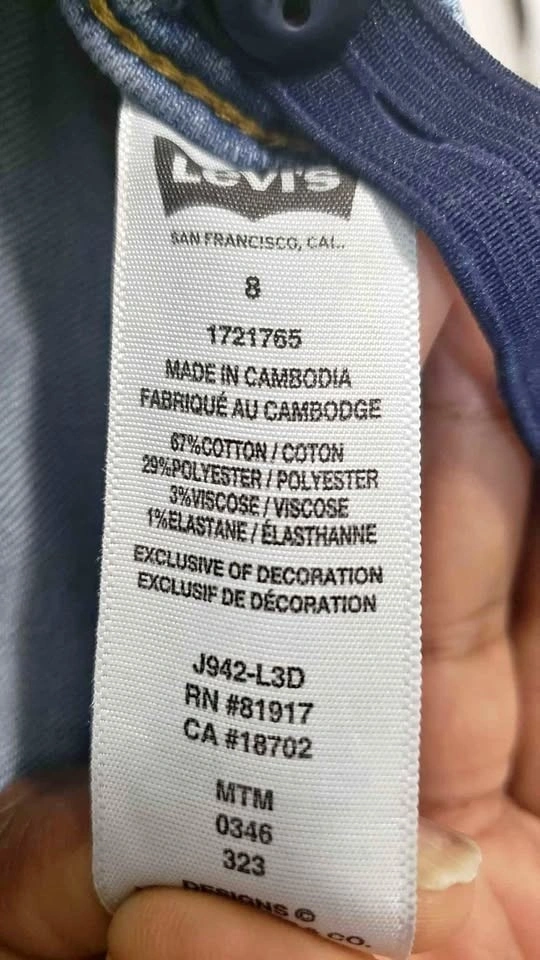 Levi's
SAN FRANCISCO, CAL.
8
1721765
MADE IN CAMBODIA
FABRIQUÉ AU CAMBODGE
67%COTTON / COTON
29%POLYESTER / POLYESTER
3%VISCOSE / VISCOSE
1%ELASTANE / ÉLASTHANNE
EXCLUSIVE OF DECORATION
EXCLUSIF DE DÉCORATION
J942-L3D
RN #81917
CA #18702
MTM
0346
323
DESIGNS ©
CO.